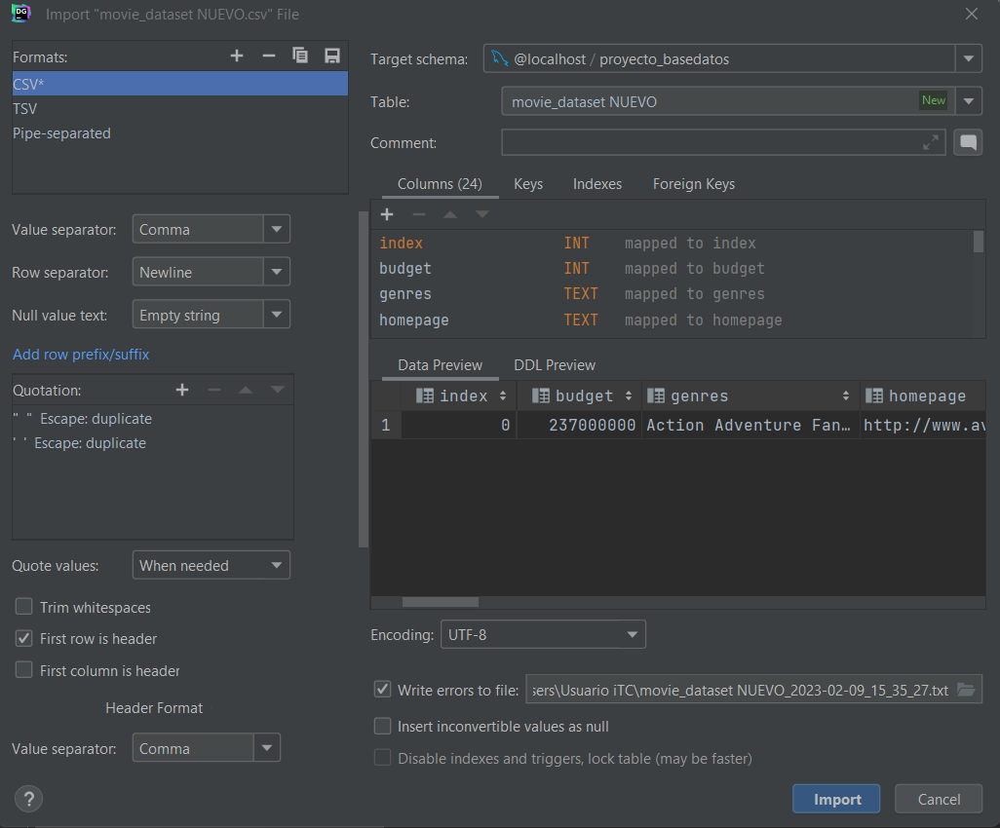 DG
Import "movie_dataset NUEVO.csv" File
Formats:
CSV*
TSV
Pipe-separated
Value separator: Comma
Row separator: Newline
Null value text: Empty string
Add row prefix/suffix
Quotation:
" " Escape: duplicate
' ' Escape: duplicate
Quote values: When needed
Trim whitespaces
First row is header
First column is header
Header Format
Value separator: Comma
?
Target schema: @localhost / proyecto_basedatos
Table: movie_dataset NUEVO New
Comment:
Columns (24) Keys Indexes Foreign Keys
index INT mapped to index
budget INT mapped to budget
genres TEXT mapped to genres
homepage TEXT mapped to homepage
Data Preview DDL Preview
index budget genres homepage
1 0 237000000 Action Adventure Fan… http://www.av
Encoding: UTF-8
Write errors to file: sers\Usuario iTC\movie_dataset NUEVO_2023-02-09_15_35_27.txt
Insert inconvertible values as null
Disable indexes and triggers, lock table (may be faster)
Import Cancel